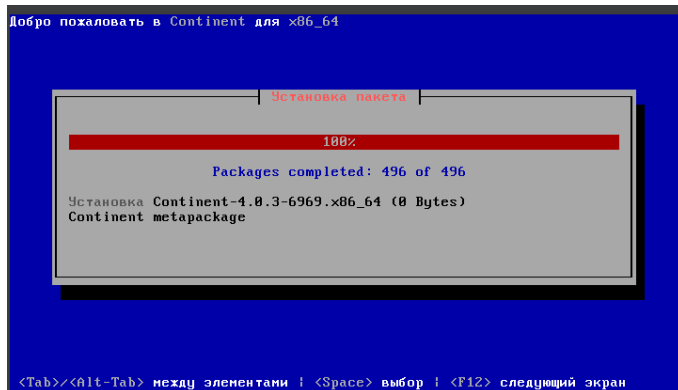 Добро пожаловать в Continent для x86_64
Установка пакета
100%
Packages completed: 496 of 496
Установка Continent-4.0.3-6969.x86_64 (0 Bytes)
Continent metapackage
<Tab>/<Alt-Tab> между элементами | <Space> выбор | <F12> следующий экран